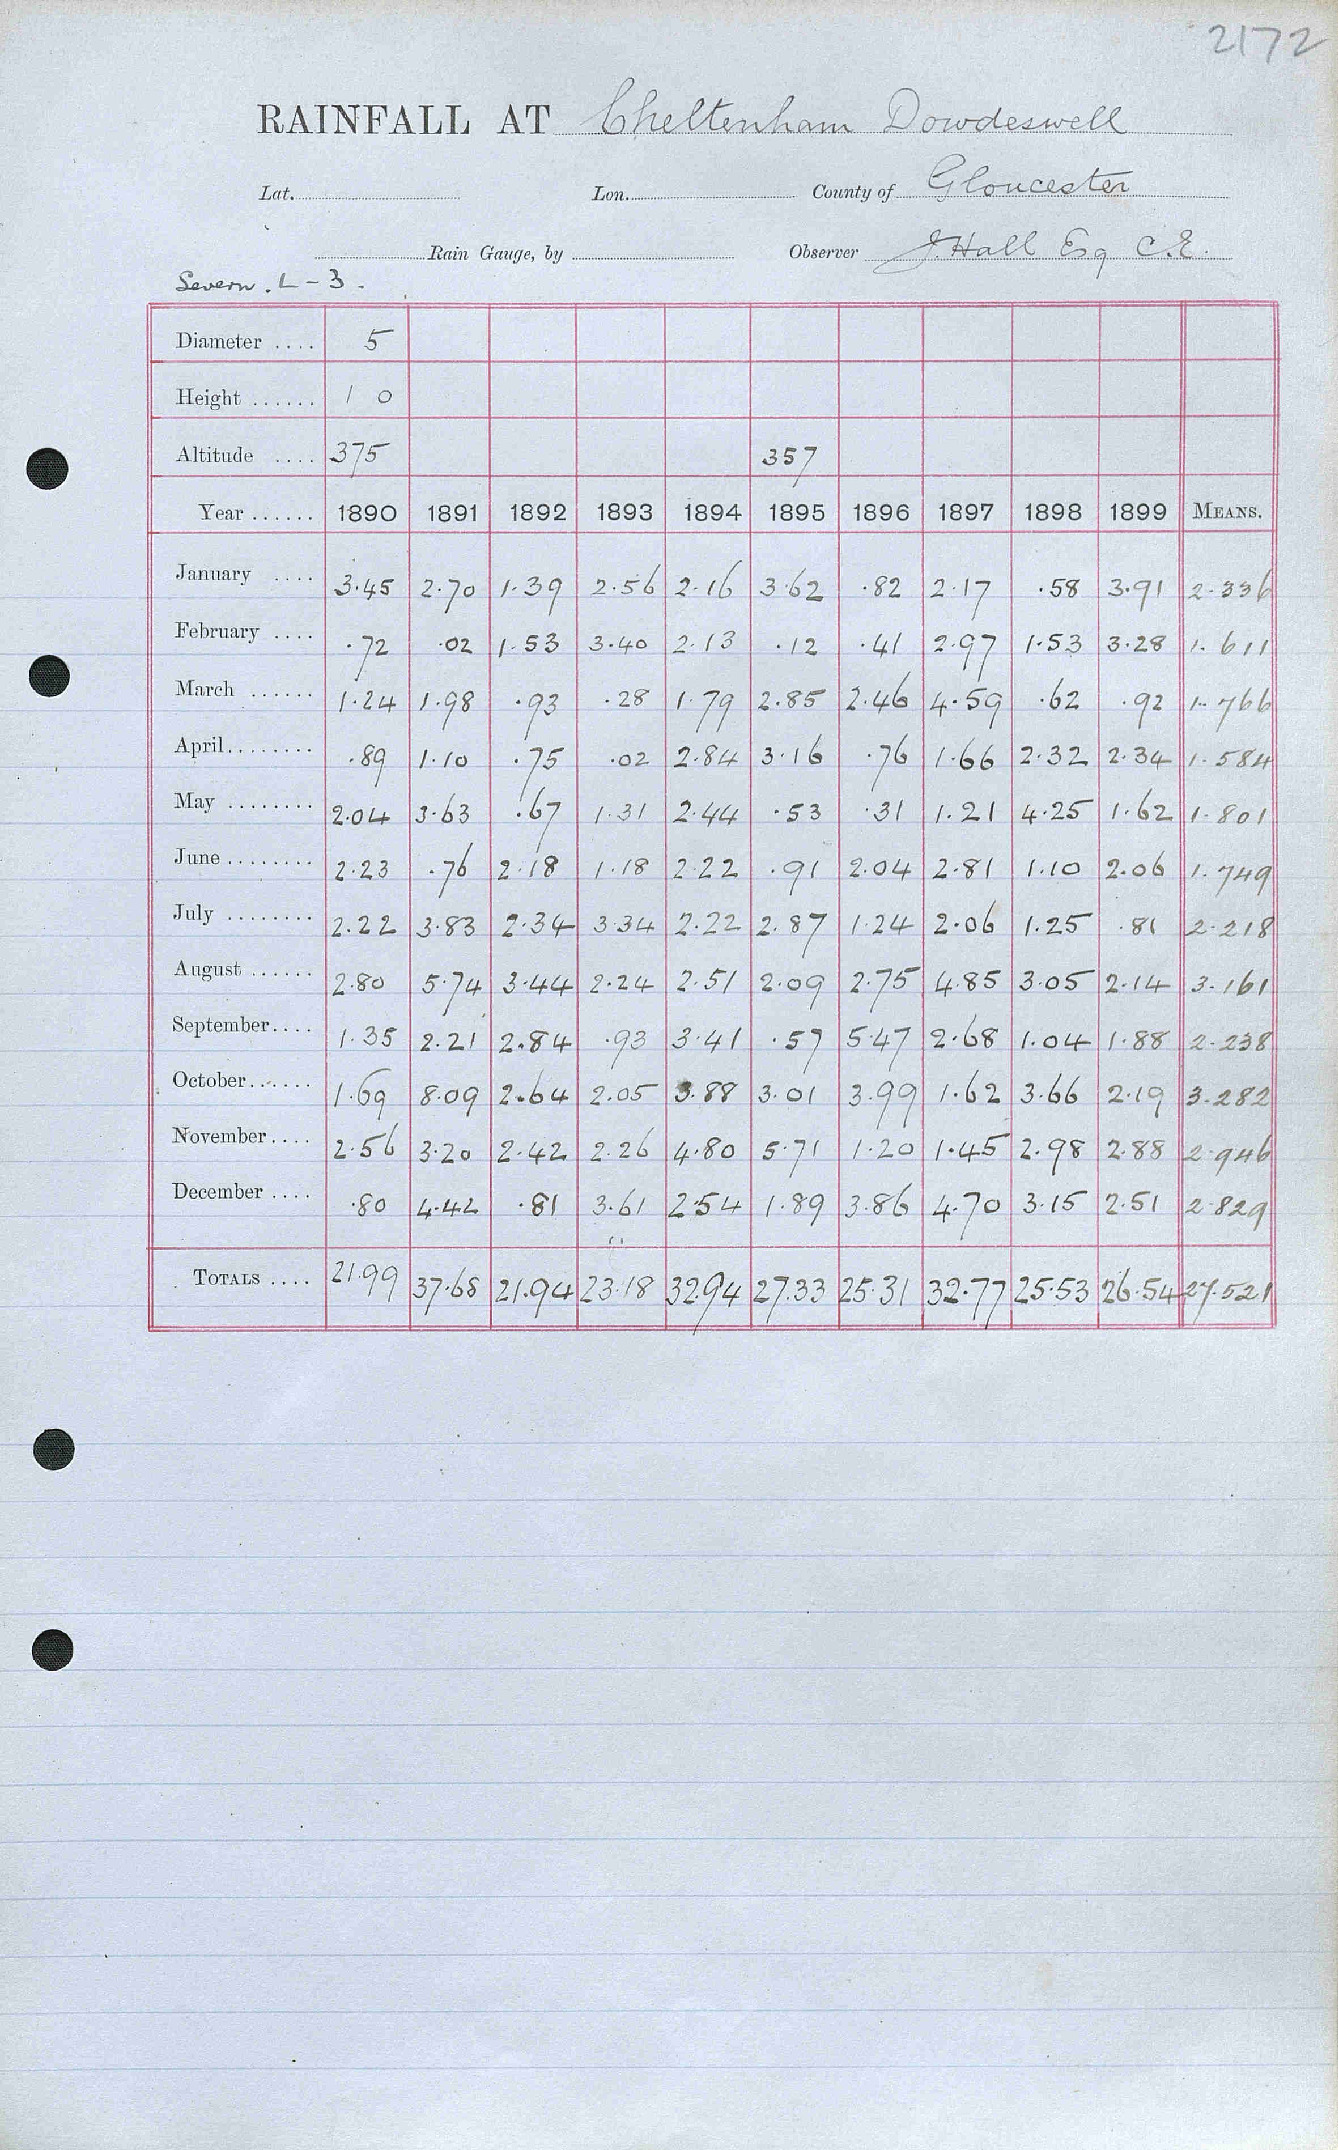 2172
RAINFALL AT Cheltenham Dowdeswell
Lat. Lon. County of Gloucester
Rain Gauge, by Observer J. Hall Esq C.E.
Severn. L - 3.
Diameter .... 5
Height ...... 1 0
Altitude .... 375 357
Year ...... 1890 1891 1892 1893 1894 1895 1896 1897 1898 1899 MEANS.
January .... 3.45 2.70 1.39 2.56 2.16 3.62 .82 2.17 .58 3.91 2.336
February .... .72 .02 1.53 3.40 2.13 .12 .41 2.97 1.53 3.28 1.611
March ...... 1.24 1.98 .93 .28 1.79 2.85 2.46 4.59 .62 .92 1.766
April........ .89 1.10 .75 .02 2.84 3.16 .76 1.66 2.32 2.34 1.584
May ........ 2.04 3.63 .67 1.31 2.44 .53 .31 1.21 4.25 1.62 1.801
June ........ 2.23 .76 2.18 1.18 2.22 .91 2.04 2.81 1.10 2.06 1.749
July ........ 2.22 3.83 2.34 3.34 2.22 2.87 1.24 2.06 1.25 .81 2.218
August ...... 2.80 5.74 3.44 2.24 2.51 2.09 2.75 4.85 3.05 2.14 3.161
September.... 1.35 2.21 2.84 .93 3.41 .57 5.47 2.68 1.04 1.88 2.238
October...... 1.69 8.09 2.64 2.05 3.88 3.01 3.99 1.62 3.66 2.19 3.282
November.... 2.56 3.20 2.42 2.26 4.80 5.71 1.20 1.45 2.98 2.88 2.946
December .... .80 4.42 .81 3.61 2.54 1.89 3.86 4.70 3.15 2.51 2.829
TOTALS .... 21.99 37.68 21.94 23.18 32.94 27.33 25.31 32.77 25.53 26.54 27.521